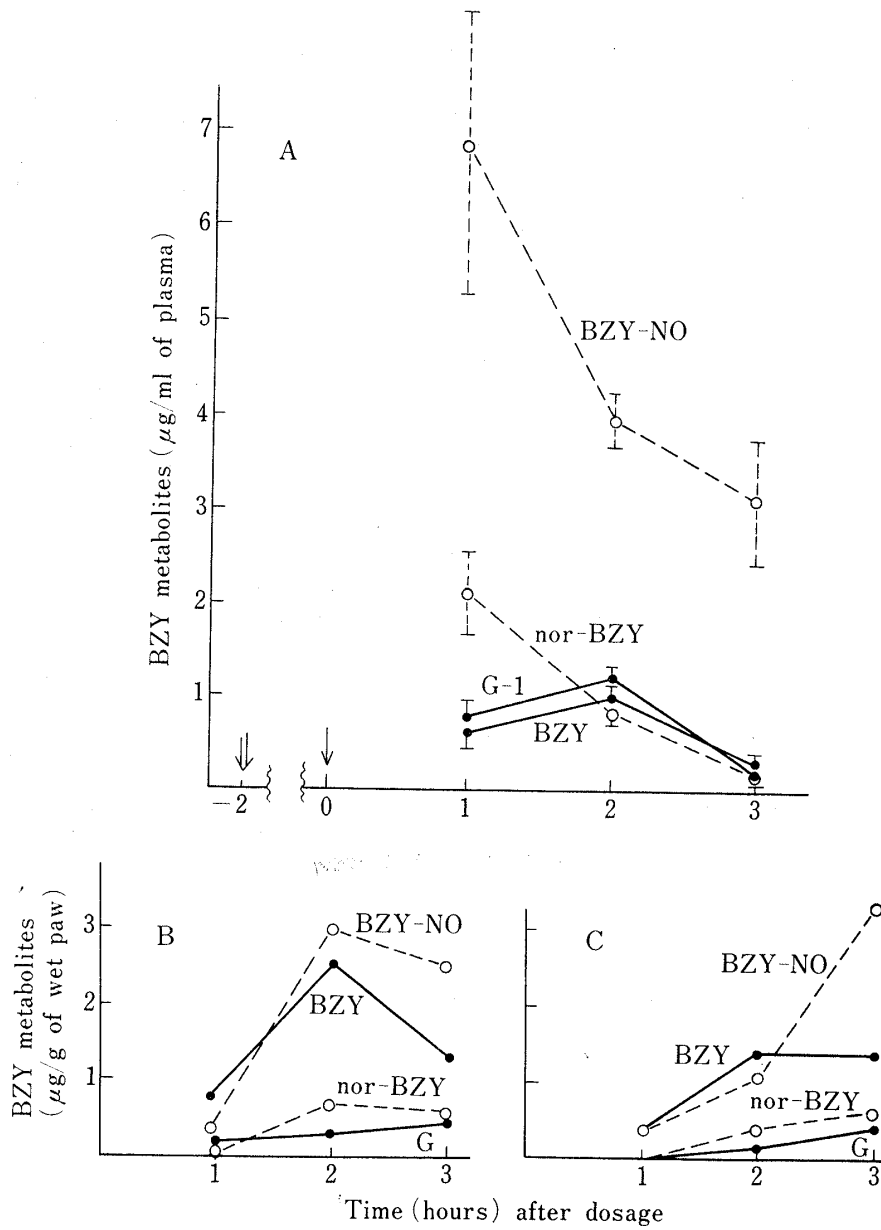 A
BZY metabolites (μg/ml of plasma)
7
6
5
4
3
2
1
BZY-NO
nor-BZY
G-1
BZY
-2
0
1
2
3
B
BZY metabolites
(μg/g of wet paw)
3
2
1
BZY-NO
BZY
nor-BZY
G
1
2
3
C
BZY-NO
BZY
nor-BZY
G
1
2
3
Time (hours) after dosage